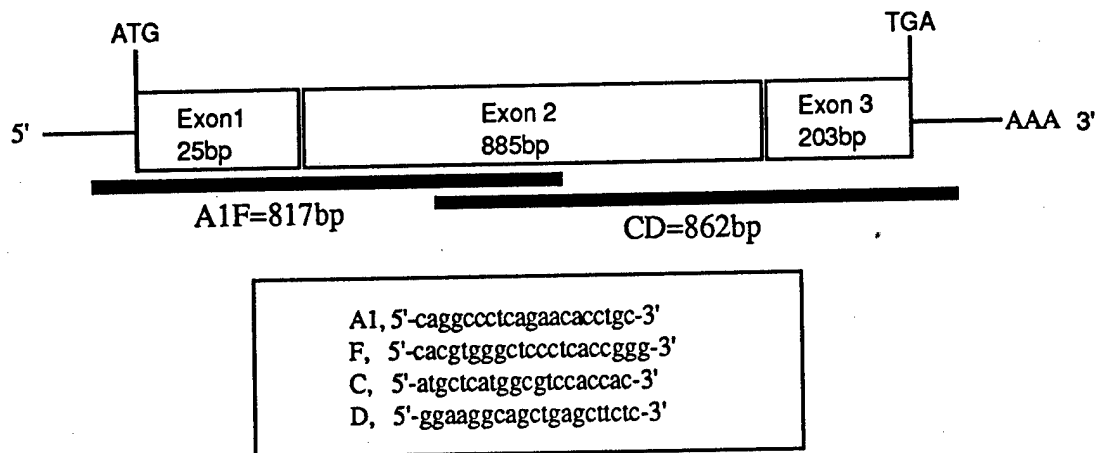 ATG
TGA
5'
Exon1
25bp
Exon 2
885bp
Exon 3
203bp
AAA 3'
A1F=817bp
CD=862bp
A1, 5'-caggccctcagaacacctgc-3'
F, 5'-cacgtgggctccctcaccggg-3'
C, 5'-atgctcatggcgtccaccac-3'
D, 5'-ggaaggcagctgagcttctc-3'